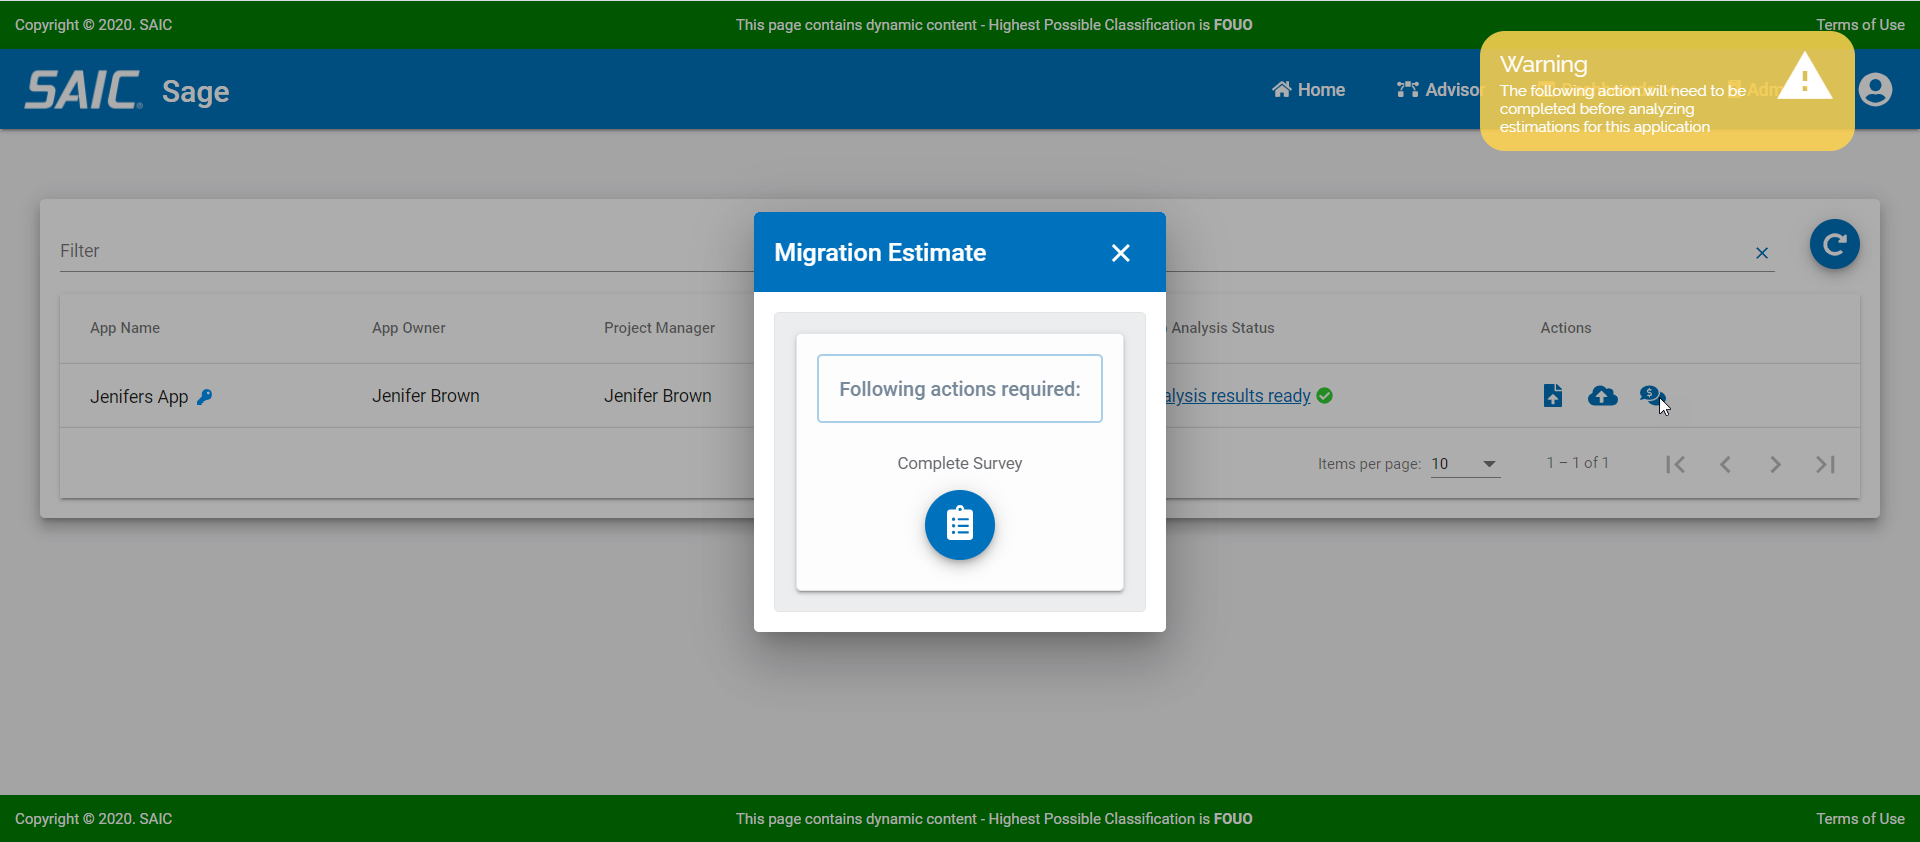 Copyright © 2020. SAIC
This page contains dynamic content - Highest Possible Classification is FOUO
Terms of Use
SAIC
Sage
Home
Advisor
Warning
The following action will need to be
completed before analyzing
estimations for this application
Filter
Migration Estimate
App Name
App Owner
Project Manager
Analysis Status
Actions
Following actions required:
Jenifers App
Jenifer Brown
Jenifer Brown
alysis results ready
Complete Survey
Items per page: 10
1 – 1 of 1
Copyright © 2020. SAIC
This page contains dynamic content - Highest Possible Classification is FOUO
Terms of Use